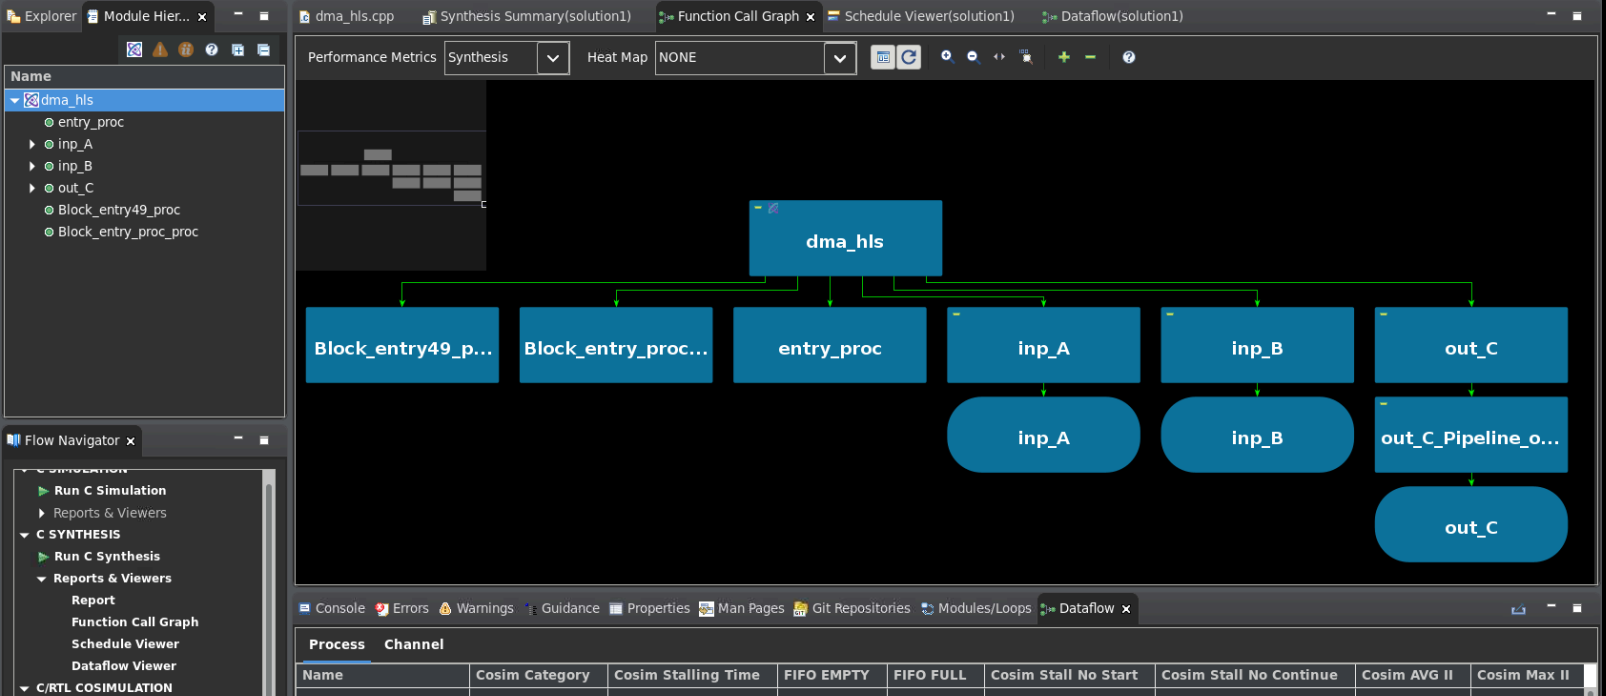 Explorer Module Hier...
dma_hls.cpp Synthesis Summary(solution1) Function Call Graph Schedule Viewer(solution1) Dataflow(solution1)
Performance Metrics Synthesis Heat Map NONE
Name
dma_hls
entry_proc
inp_A
inp_B
out_C
Block_entry49_proc
Block_entry_proc_proc
dma_hls
Block_entry49_p... Block_entry_proc... entry_proc inp_A inp_B out_C
inp_A inp_B out_C_Pipeline_o...
out_C
Flow Navigator
C SIMULATION
Run C Simulation
Reports & Viewers
C SYNTHESIS
Run C Synthesis
Reports & Viewers
Report
Function Call Graph
Schedule Viewer
Dataflow Viewer
C/RTL COSIMULATION
Console Errors Warnings Guidance Properties Man Pages Git Repositories Modules/Loops Dataflow
Process Channel
Name Cosim Category Cosim Stalling Time FIFO EMPTY FIFO FULL Cosim Stall No Start Cosim Stall No Continue Cosim AVG II Cosim Max II